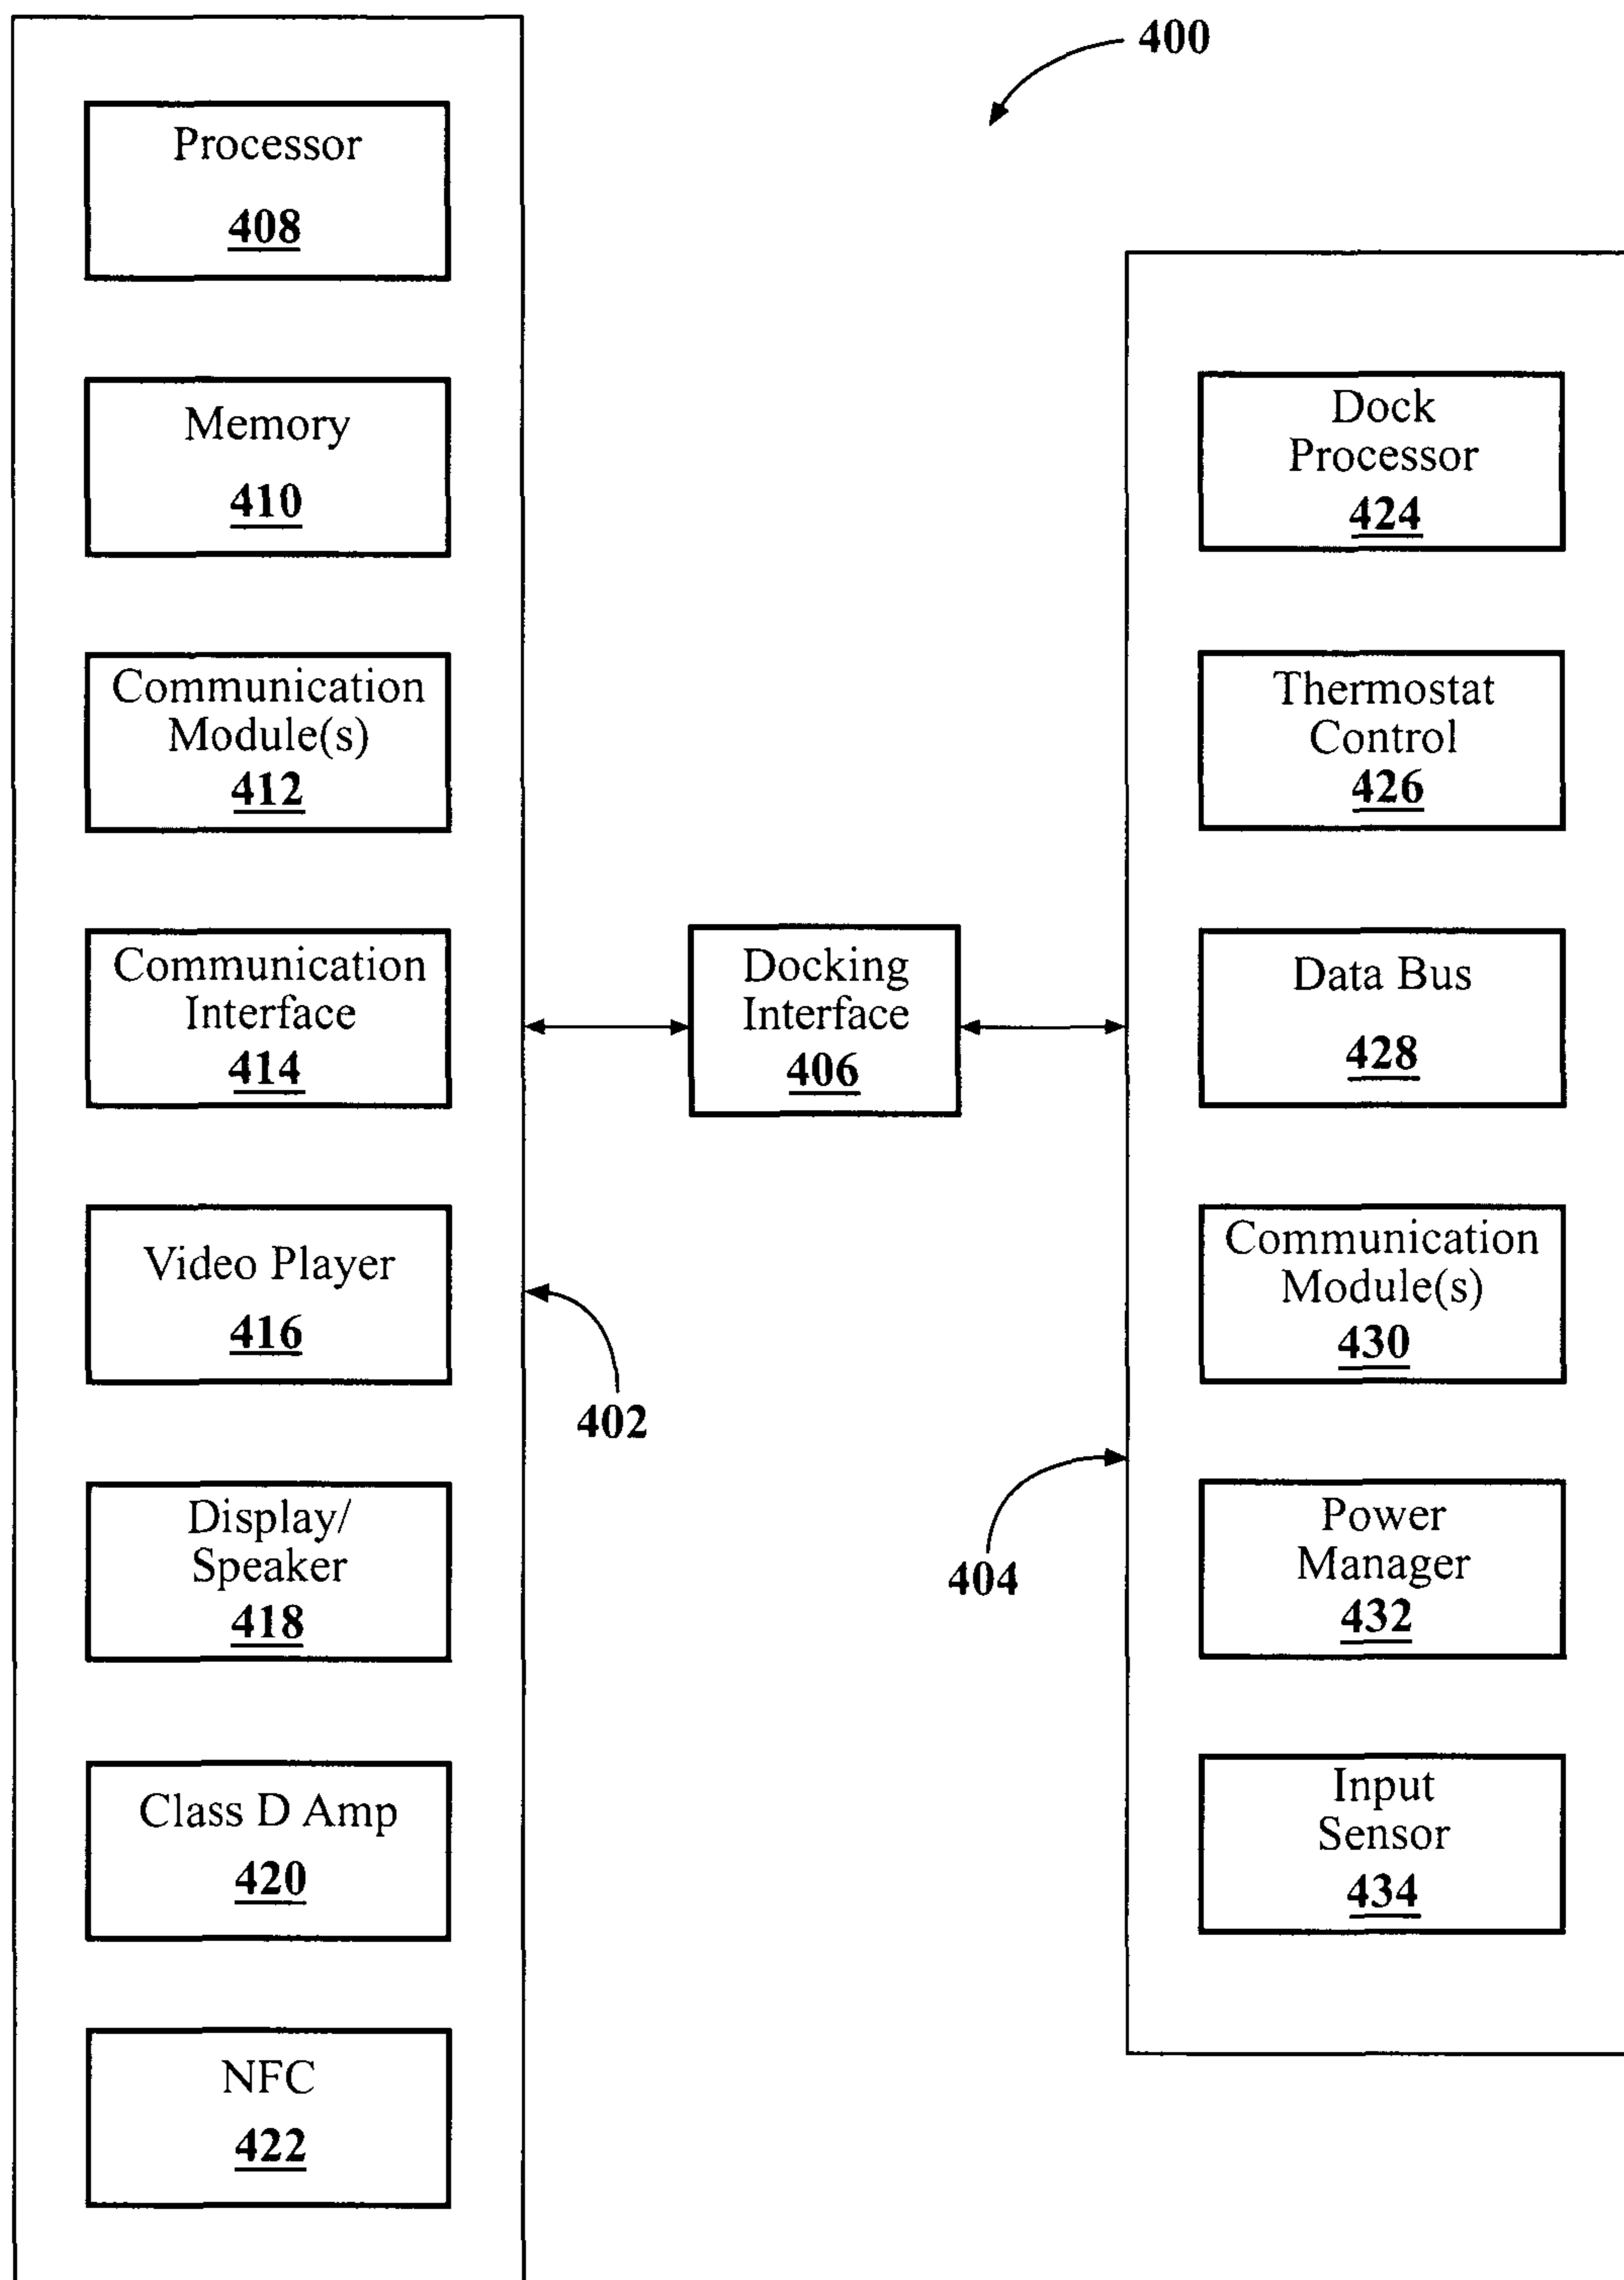 400
Processor
408
Memory
410
Communication
Module(s)
412
Communication
Interface
414
Video Player
416
Display/
Speaker
418
Class D Amp
420
NFC
422
402
Docking
Interface
406
404
Dock
Processor
424
Thermostat
Control
426
Data Bus
428
Communication
Module(s)
430
Power
Manager
432
Input
Sensor
434